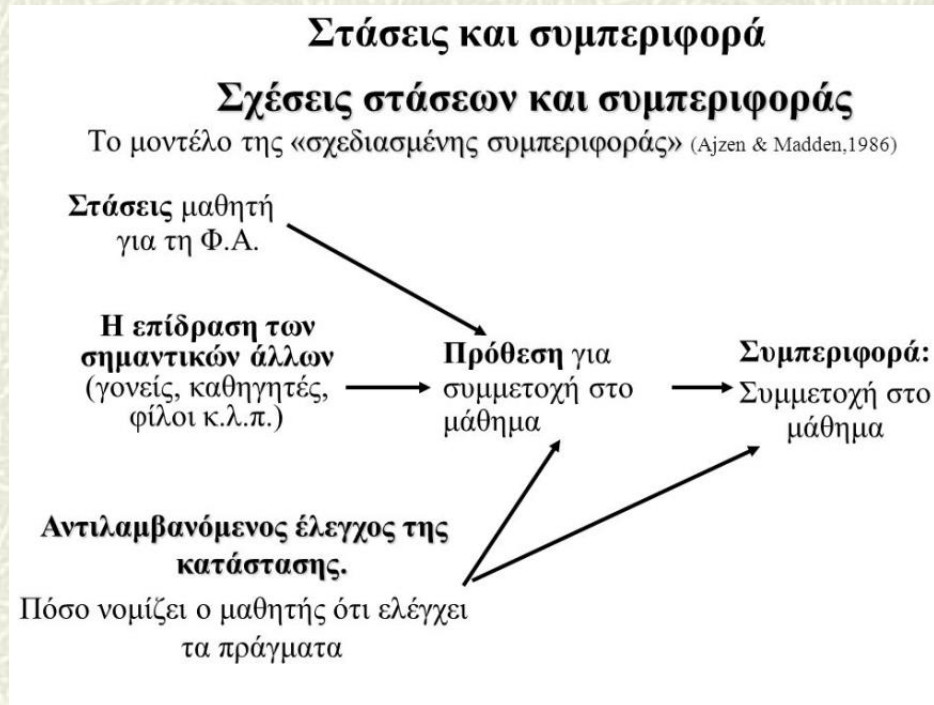 Στάσεις και συμπεριφορά
Σχέσεις στάσεων και συμπεριφοράς
Το μοντέλο της «σχεδιασμένης συμπεριφοράς» (Ajzen & Madden,1986)
Στάσεις μαθητή
για τη Φ.Α.
Η επίδραση των
σημαντικών άλλων
(γονείς, καθηγητές,
φίλοι κ.λ.π.)
Πρόθεση για
συμμετοχή στο
μάθημα
Συμπεριφορά:
Συμμετοχή στο
μάθημα
Αντιλαμβανόμενος έλεγχος της
κατάστασης.
Πόσο νομίζει ο μαθητής ότι ελέγχει
τα πράγματα